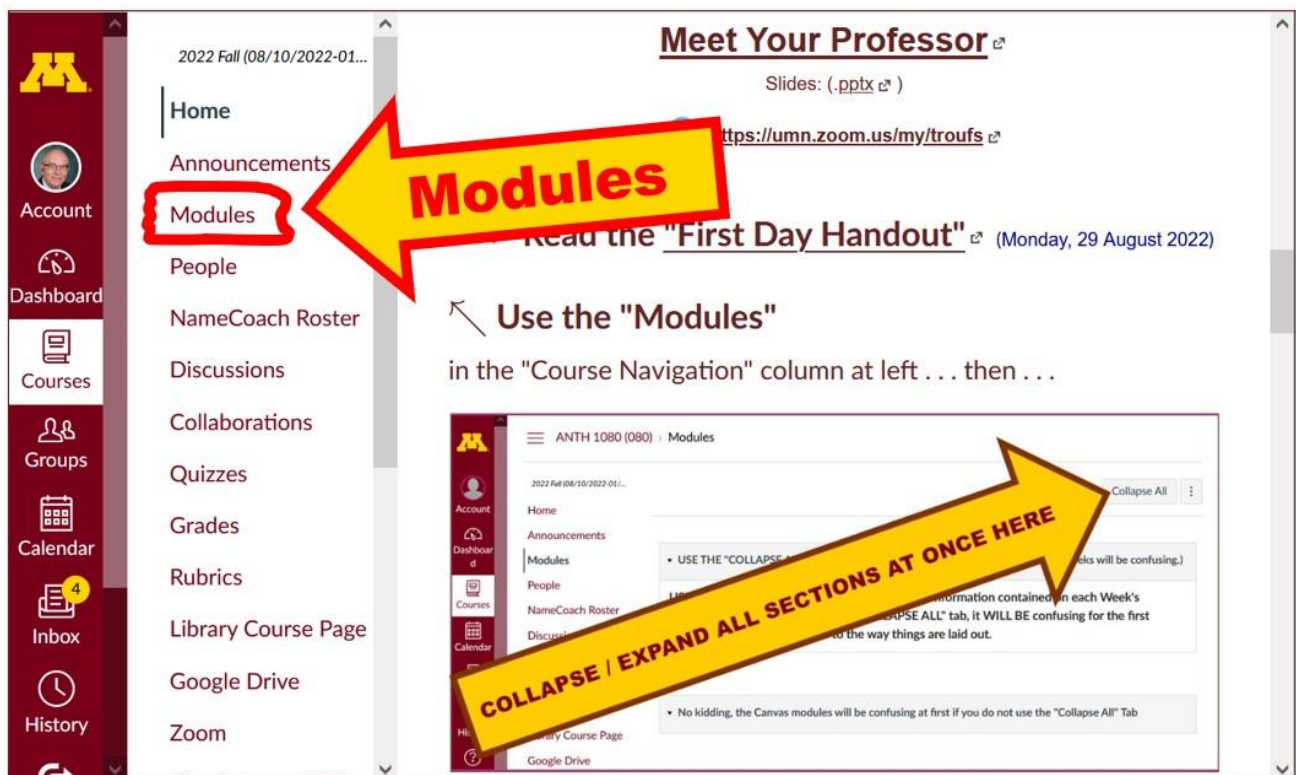 Account
Dashboard
Courses
Groups
Calendar
4
Inbox
History
2022 Fall (08/10/2022-01...
Home
Announcements
Modules
People
NameCoach Roster
Discussions
Collaborations
Quizzes
Grades
Rubrics
Library Course Page
Google Drive
Zoom
Modules
Meet Your Professor
Slides: (.pptx )
ttps://umn.zoom.us/my/troufs
Read the "First Day Handout" (Monday, 29 August 2022)
Use the "Modules"
in the "Course Navigation" column at left . . . then . . .
ANTH 1080 (080) › Modules
2022 Fall (08/10/2022-01/...
Collapse All
Account
Dashboar
d
Courses
Calendar
Home
Announcements
Modules
People
NameCoach Roster
Google Drive
COLLAPSE / EXPAND ALL SECTIONS AT ONCE HERE
• USE THE "COLLAPSE
will be confusing.)
contained on each Week's
ALL" tab, it WILL BE confusing for the first
to the way things are laid out.
• No kidding, the Canvas modules will be confusing at first if you do not use the "Collapse All" Tab
Course Page